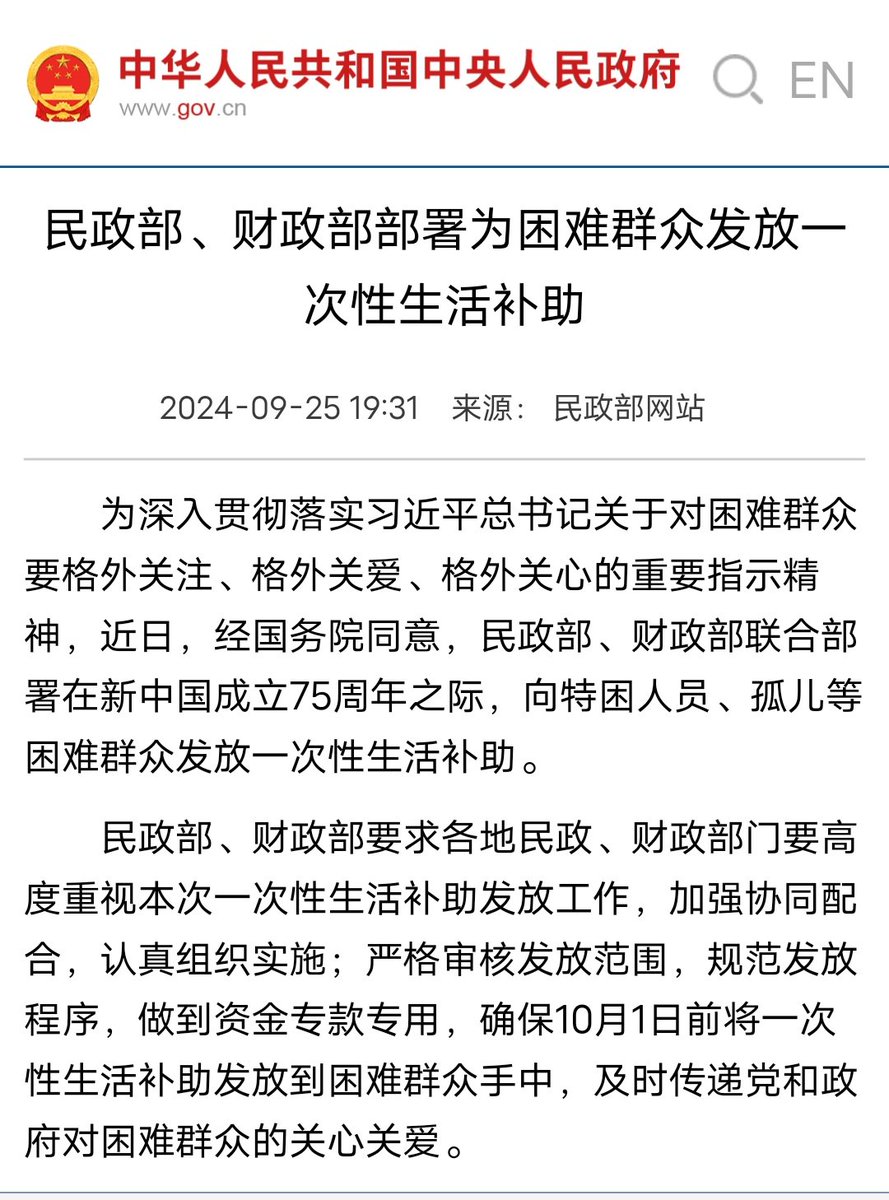 中华人民共和国中央人民政府
www.gov.cn
EN
民政部、财政部部署为困难群众发放一
次性生活补助
2024-09-25 19:31 来源： 民政部网站
为深入贯彻落实习近平总书记关于对困难群众
要格外关注、格外关爱、格外关心的重要指示精
神，近日，经国务院同意，民政部、财政部联合部
署在新中国成立75周年之际，向特困人员、孤儿等
困难群众发放一次性生活补助。
民政部、财政部要求各地民政、财政部门要高
度重视本次一次性生活补助发放工作，加强协同配
合，认真组织实施；严格审核发放范围，规范发放
程序，做到资金专款专用，确保10月1日前将一次
性生活补助发放到困难群众手中，及时传递党和政
府对困难群众的关心关爱。